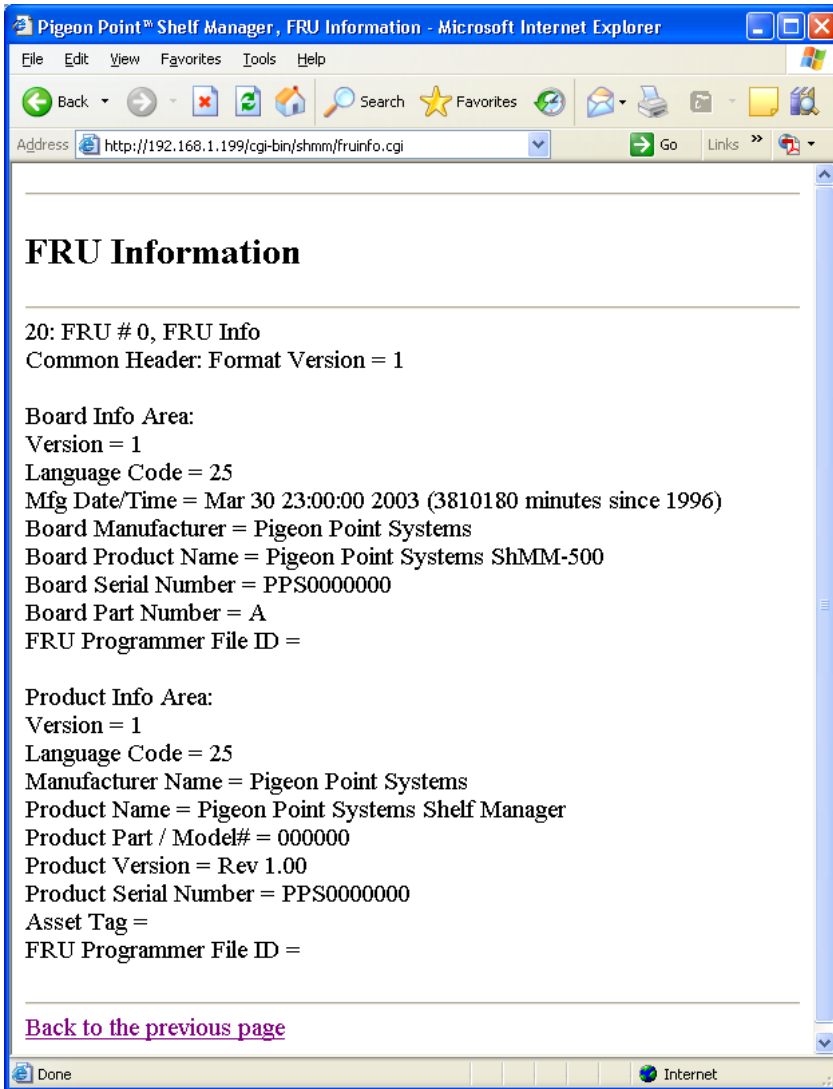 Pigeon Point™ Shelf Manager, FRU Information - Microsoft Internet Explorer
File Edit View Favorites Tools Help
Back Search Favorites
Address http://192.168.1.199/cgi-bin/shmm/fruinfo.cgi Go Links »
FRU Information
20: FRU # 0, FRU Info
Common Header: Format Version = 1
Board Info Area:
Version = 1
Language Code = 25
Mfg Date/Time = Mar 30 23:00:00 2003 (3810180 minutes since 1996)
Board Manufacturer = Pigeon Point Systems
Board Product Name = Pigeon Point Systems ShMM-500
Board Serial Number = PPS0000000
Board Part Number = A
FRU Programmer File ID =
Product Info Area:
Version = 1
Language Code = 25
Manufacturer Name = Pigeon Point Systems
Product Name = Pigeon Point Systems Shelf Manager
Product Part / Model# = 000000
Product Version = Rev 1.00
Product Serial Number = PPS0000000
Asset Tag =
FRU Programmer File ID =
Back to the previous page
Done Internet